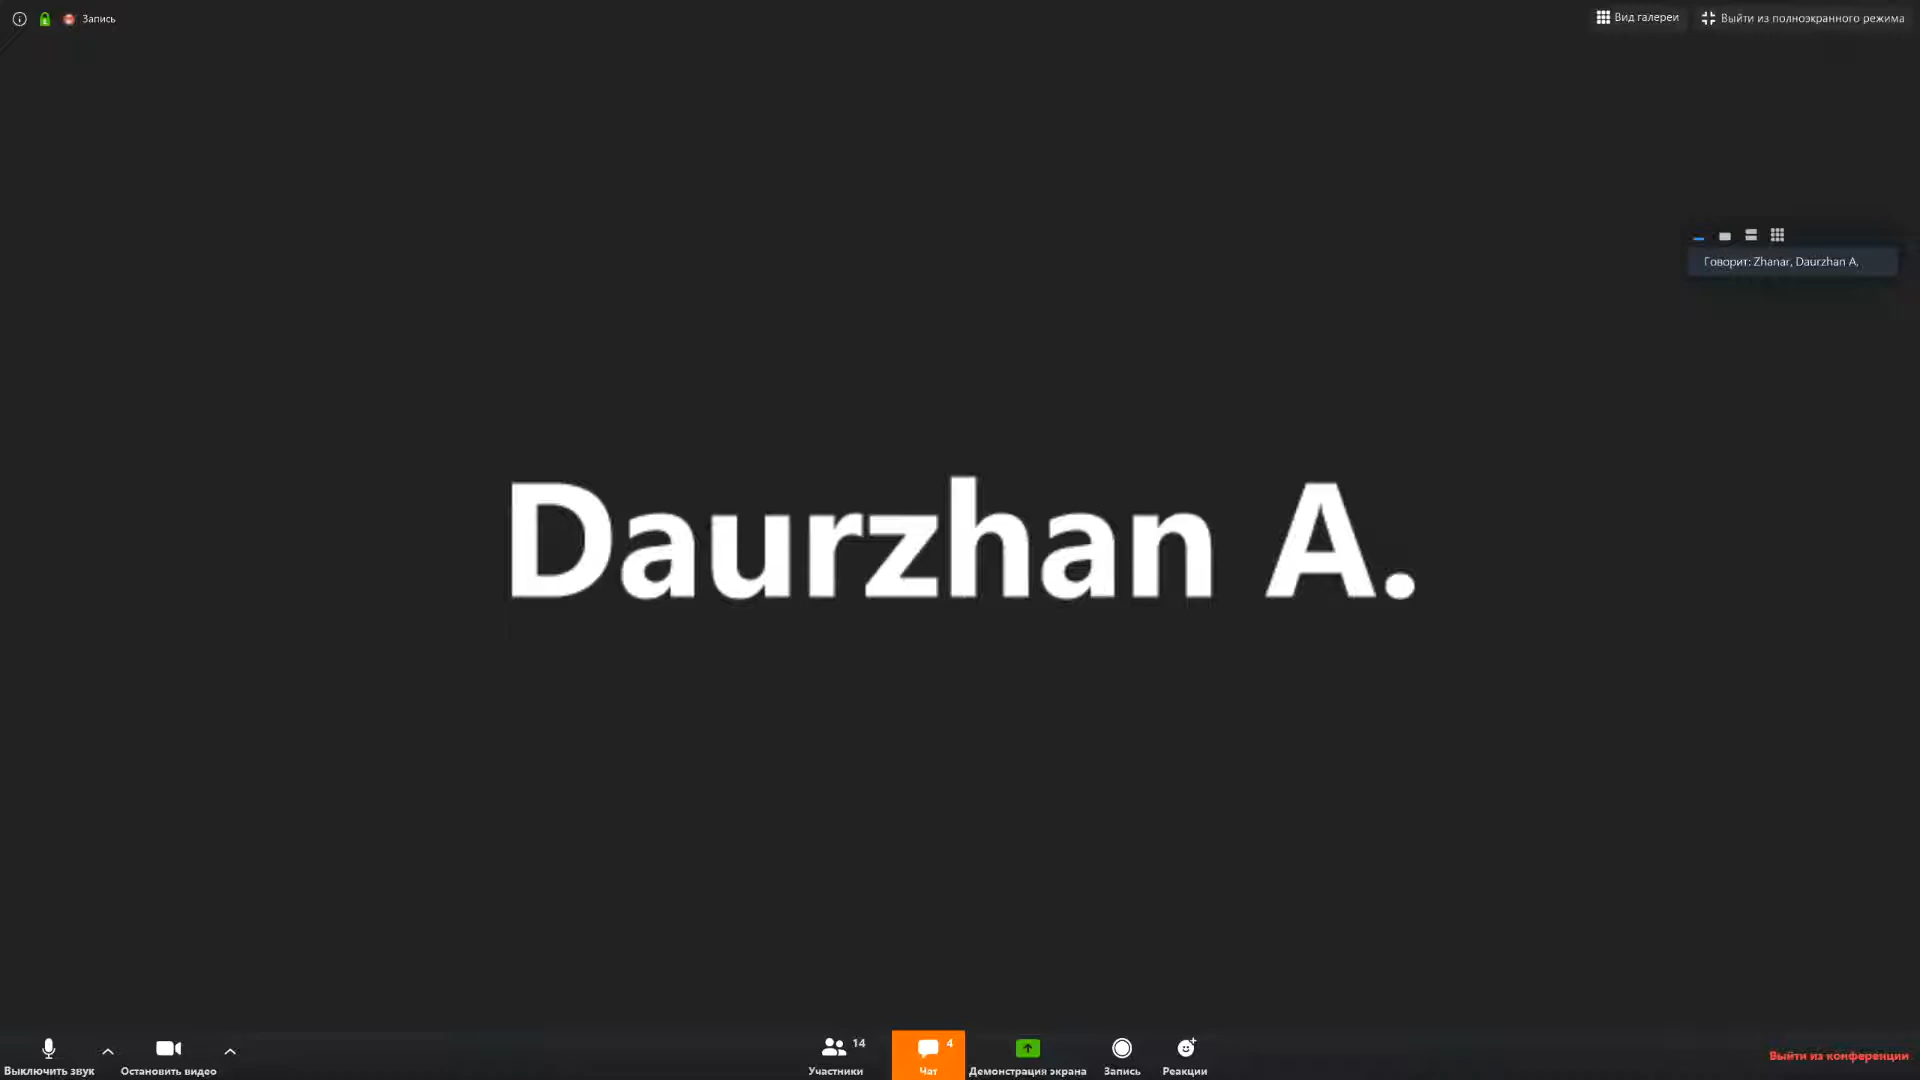 Запись
Вид галереи
Выйти из полноэкранного режима
Говорит: Zhanar, Daurzhan A.
Daurzhan A.
Выключить звук
Остановить видео
14
Участники
4
Чат
Демонстрация экрана
Запись
Реакции
Выйти из конференции